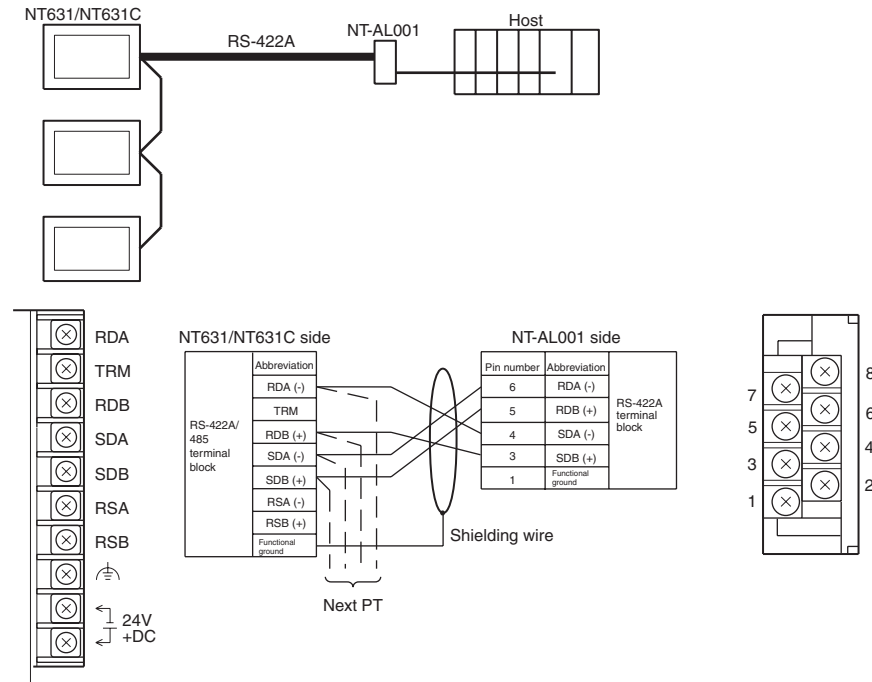 NT631/NT631C
RS-422A
NT-AL001
Host
RDA
TRM
RDB
SDA
SDB
RSA
RSB
24V
+DC
NT631/NT631C side
RS-422A/
485
terminal
block
Abbreviation
RDA (-)
TRM
RDB (+)
SDA (-)
SDB (+)
RSA (-)
RSB (+)
Functional
ground
Shielding wire
Next PT
NT-AL001 side
Pin number Abbreviation
6 RDA (-)
5 RDB (+)
4 SDA (-)
3 SDB (+)
1 Functional
ground
RS-422A
terminal
block
7
5
3
1
8
6
4
2